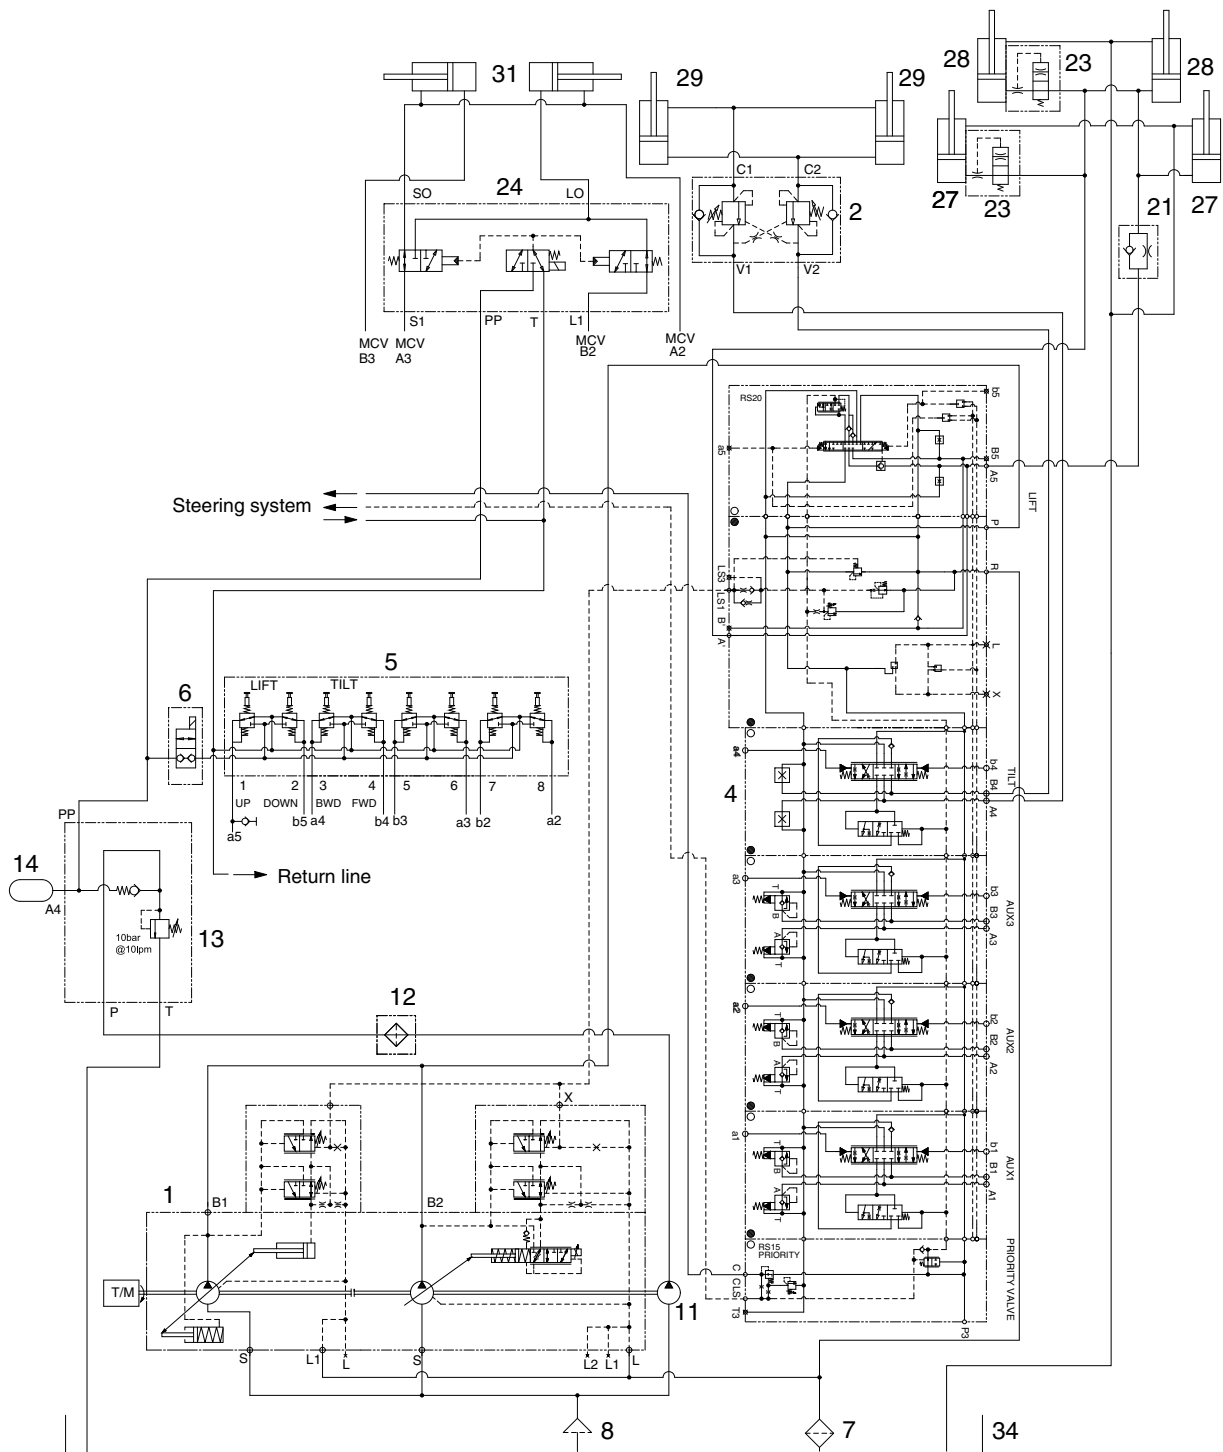 31
29
29
28
23
28
27
23
27
21
C1
C2
2
V1
V2
SO
24
LO
S1
PP
T
L1
MCV
B3
MCV
A3
MCV
B2
MCV
A2
RS20
b5
a5
B5
A5
LIFT
P
R
LS3
LS1
B'
A'
L
X
Steering system
5
LIFT
TILT
6
1
2
3
4
5
6
7
8
UP
DOWN
BWD
FWD
a5
b5
a4
b4
b3
a3
b2
a2
Return line
PP
14
A4
10bar
@10lpm
13
P
T
12
4
a4
b4
B4
A4
TILT
a3
T
B
A
T
b3
B3
A3
AUX3
a2
T
B
A
T
b2
B2
A2
AUX2
a1
T
B
A
T
b1
B1
A1
AUX1
RS15
PRIORITY
PRIORITY VALVE
C
CLS
T3
P3
X
1
B1
B2
T/M
11
S
L1
L
S
L2
L1
L
8
7
34